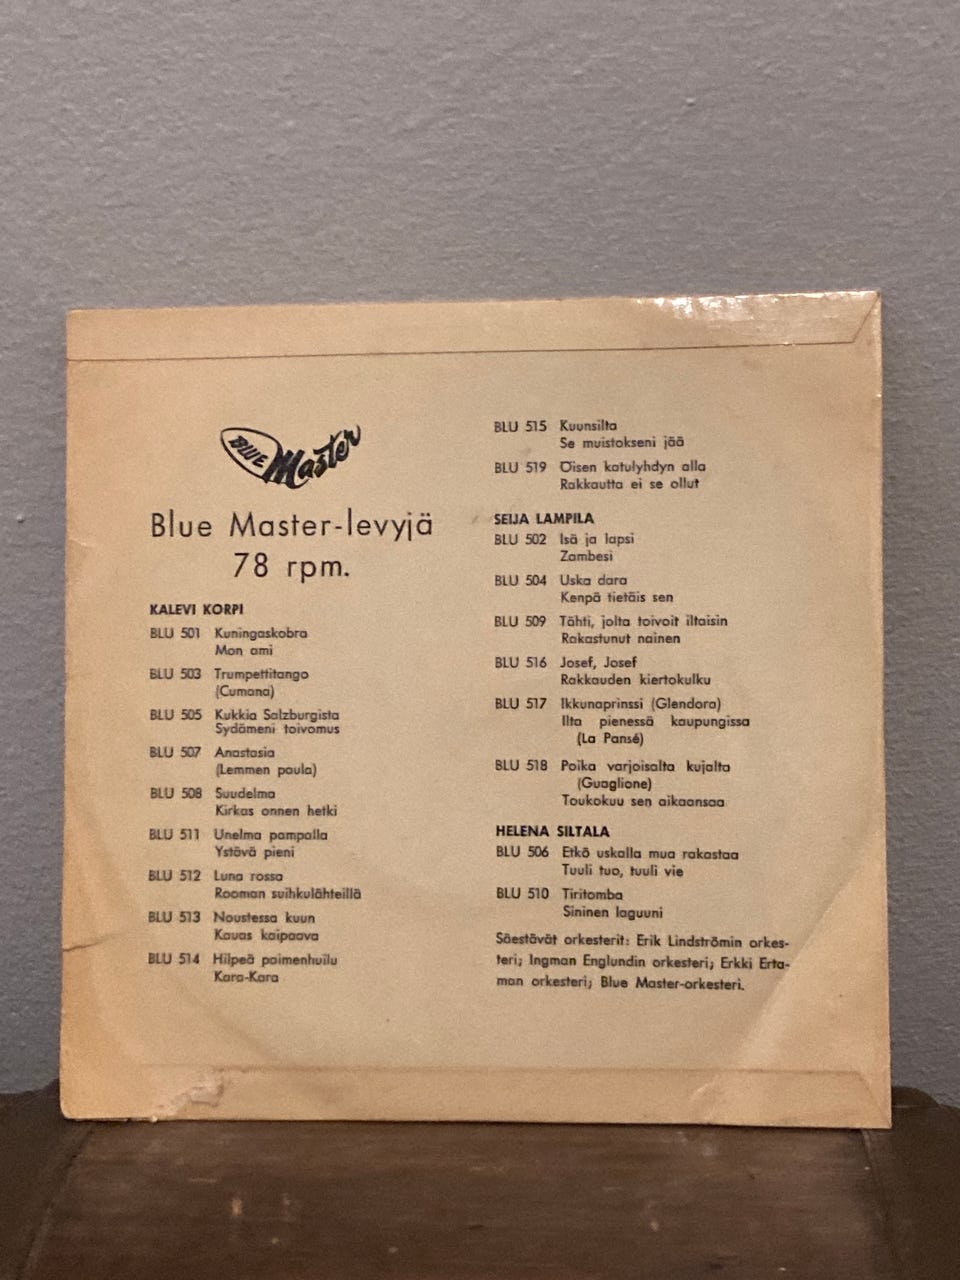 BLUE Master
Blue Master-levyjä
78 rpm.
KALEVI KORPI
BLU 501 Kuningaskobra
Mon ami
BLU 503 Trumpettitango
(Cumana)
BLU 505 Kukkia Salzburgista
Sydämeni toivomus
BLU 507 Anastasia
(Lemmen paula)
BLU 508 Suudelma
Kirkas onnen hetki
BLU 511 Unelma pampalla
Ystävä pieni
BLU 512 Luna rossa
Rooman suihkulähteillä
BLU 513 Noustessa kuun
Kauas kaipaava
BLU 514 Hilpeä paimenhuilu
Kara-Kara
BLU 515 Kuunsilta
Se muistokseni jää
BLU 519 Öisen katulyhdyn alla
Rakkautta ei se ollut
SEIJA LAMPILA
BLU 502 Isä ja lapsi
Zambesi
BLU 504 Uska dara
Kenpä tietäis sen
BLU 509 Tähti, jolta toivoit iltaisin
Rakastunut nainen
BLU 516 Josef, Josef
Rakkauden kiertokulku
BLU 517 Ikkunaprinssi (Glendora)
Ilta pienessä kaupungissa
(La Pansé)
BLU 518 Poika varjoisalta kujalta
(Guaglione)
Toukokuu sen aikaansaa
HELENA SILTALA
BLU 506 Etkö uskalla mua rakastaa
Tuuli tuo, tuuli vie
BLU 510 Tiritomba
Sininen laguuni
Säestävät orkesterit: Erik Lindströmin orkes-
teri; Ingman Englundin orkesteri; Erkki Erta-
man orkesteri; Blue Master-orkesteri.